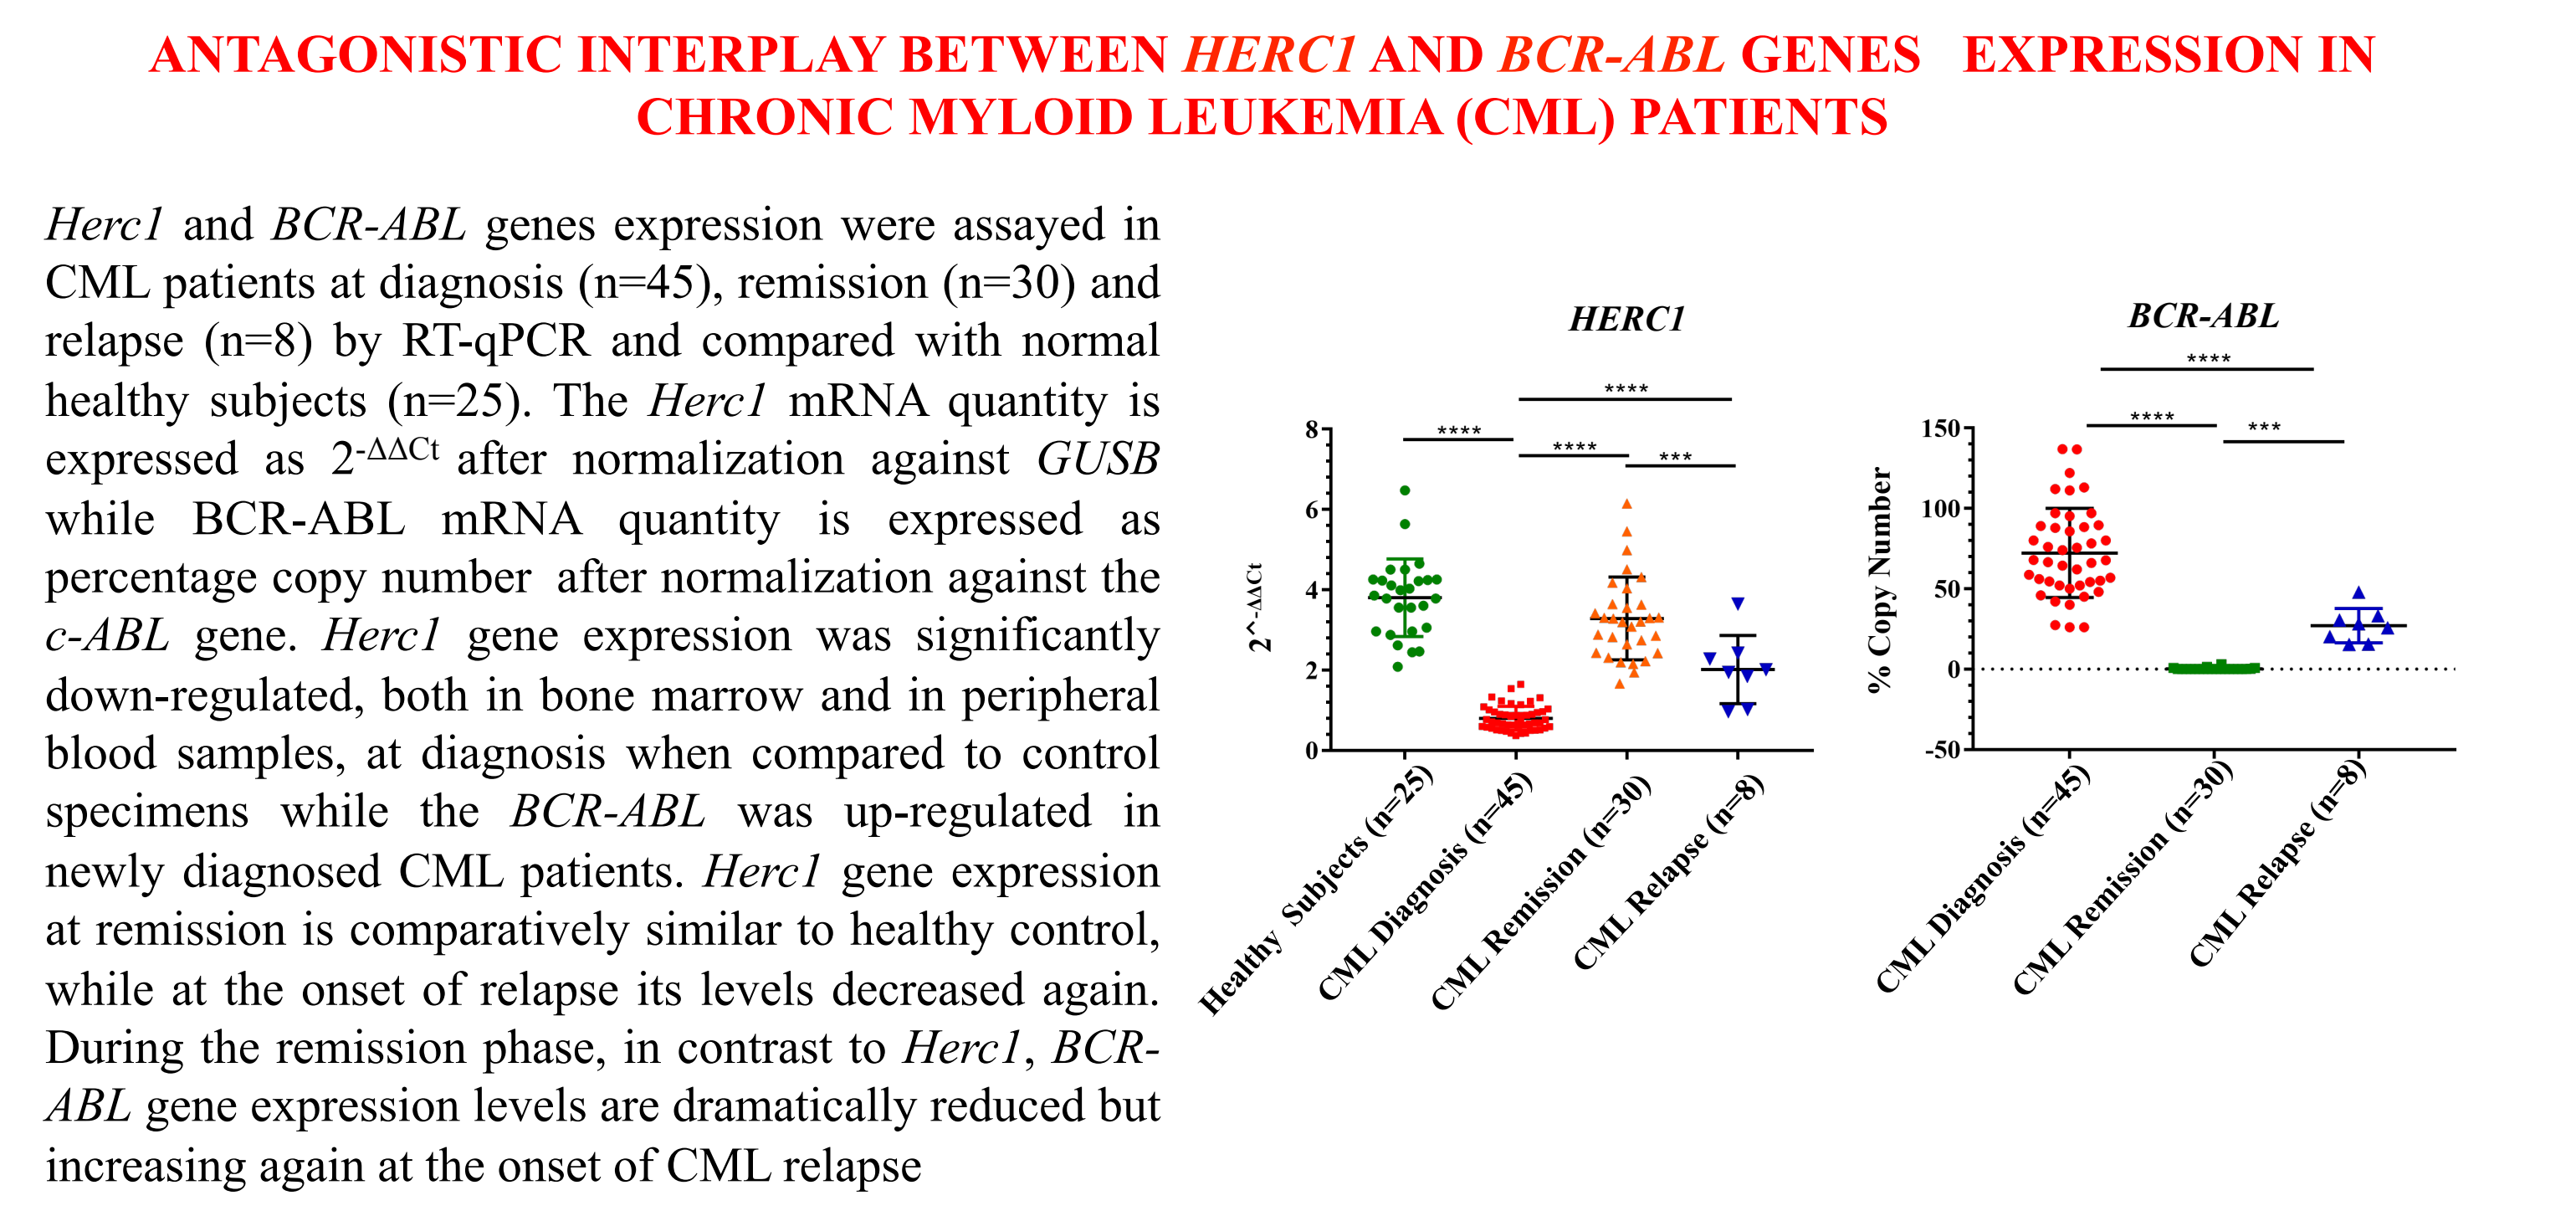 ANTAGONISTIC INTERPLAY BETWEEN HERC1 AND BCR-ABL GENES EXPRESSION IN
CHRONIC MYLOID LEUKEMIA (CML) PATIENTS
Herc1 and BCR-ABL genes expression were assayed in
CML patients at diagnosis (n=45), remission (n=30) and
relapse (n=8) by RT-qPCR and compared with normal
healthy subjects (n=25). The Herc1 mRNA quantity is
expressed as 2-ΔΔCt after normalization against GUSB
while BCR-ABL mRNA quantity is expressed as
percentage copy number after normalization against the
c-ABL gene. Herc1 gene expression was significantly
down-regulated, both in bone marrow and in peripheral
blood samples, at diagnosis when compared to control
specimens while the BCR-ABL was up-regulated in
newly diagnosed CML patients. Herc1 gene expression
at remission is comparatively similar to healthy control,
while at the onset of relapse its levels decreased again.
During the remission phase, in contrast to Herc1, BCR-
ABL gene expression levels are dramatically reduced but
increasing again at the onset of CML relapse
HERC1
****
****
****
***
8
6
4
2
0
2^-ΔΔCt
Healthy Subjects (n=25)
CML Diagnosis (n=45)
CML Remission (n=30)
CML Relapse (n=8)
BCR-ABL
****
****
***
150
100
50
0
-50
% Copy Number
CML Diagnosis (n=45)
CML Remission (n=30)
CML Relapse (n=8)